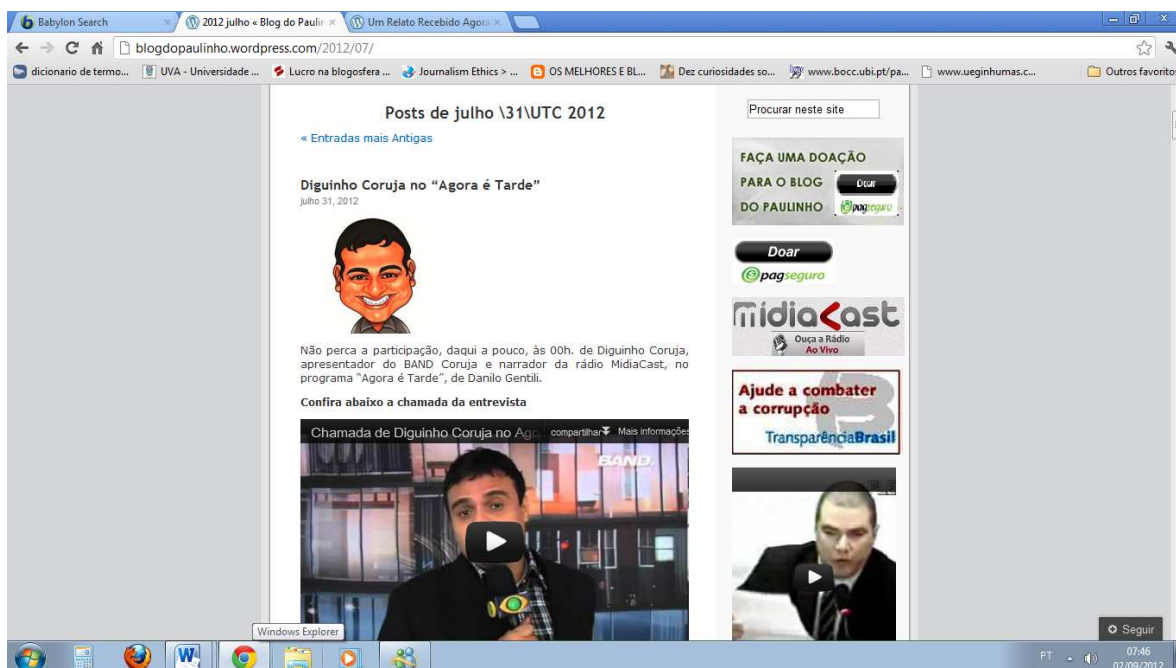 Babylon Search
2012 julho « Blog do Paulin
Um Relato Recebido Agora
blogdopaulinho.wordpress.com/2012/07/
dicionario de termo...
UVA - Universidade ...
Lucro na blogosfera ...
Journalism Ethics > ...
OS MELHORES E BL...
Dez curiosidades so...
www.bocc.ubi.pt/pa...
www.ueginhumas.c...
Outros favoritos
Posts de julho \31\UTC 2012
« Entradas mais Antigas
Diguinho Coruja no “Agora é Tarde”
julho 31, 2012
Não perca a participação, daqui a pouco, às 00h. de Diguinho Coruja,
apresentador do BAND Coruja e narrador da rádio MidiaCast, no
programa “Agora é Tarde”, de Danilo Gentili.
Confira abaixo a chamada da entrevista
Chamada de Diguinho Coruja no Ago
compartilhar
Mais informações
BAND.
Procurar neste site
FAÇA UMA DOAÇÃO
PARA O BLOG
DO PAULINHO
Doar
pagseguro
Doar
pagseguro
mídiacast
Ouça a Rádio
Ao Vivo
Ajude a combater
a corrupção
TransparênciaBrasil
Seguir
Windows Explorer
PT
07:46
02/09/2012